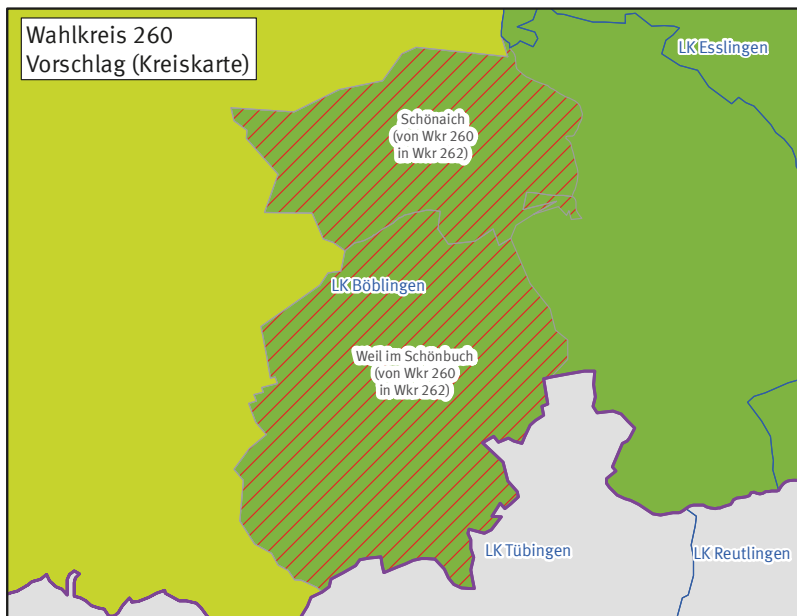 Wahlkreis 260
Vorschlag (Kreiskarte)
LK Esslingen
Schönaich
(von Wkr 260
in Wkr 262)
LK Böblingen
Weil im Schönbuch
(von Wkr 260
in Wkr 262)
LK Tübingen
LK Reutlingen